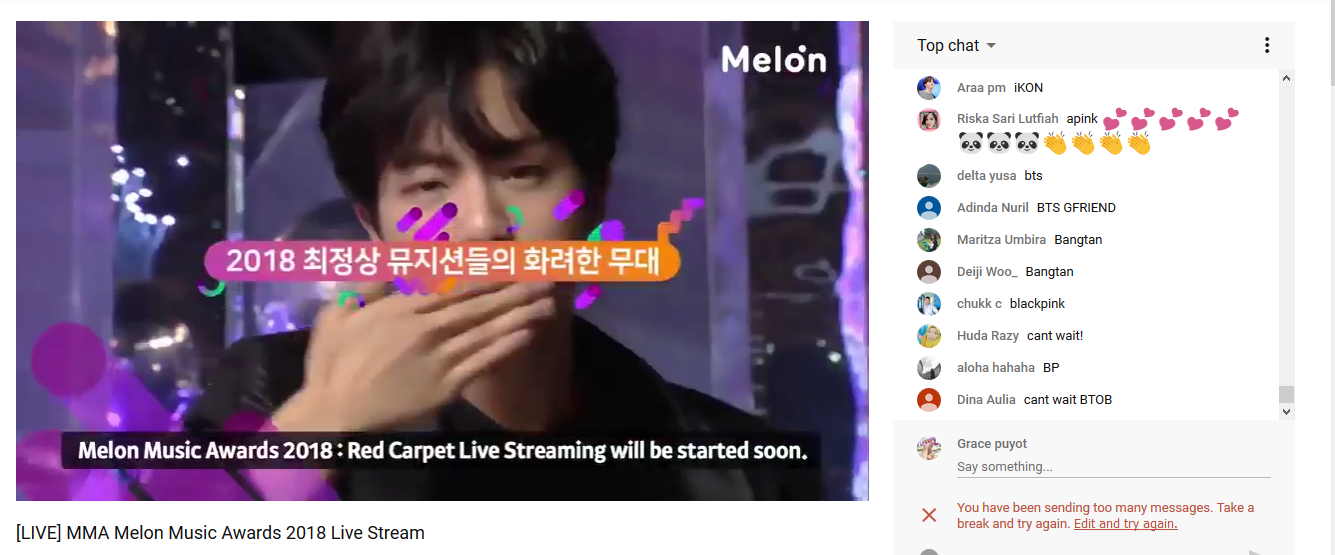 Melon
2018 최정상 뮤지션들의 화려한 무대
Melon Music Awards 2018 : Red Carpet Live Streaming will be started soon.
[LIVE] MMA Melon Music Awards 2018 Live Stream
Top chat
Araa pm iKON
Riska Sari Lutfiah apink 💕💕💕💕💕
🐼🐼🐼👏👏👏👏
delta yusa bts
Adinda Nuril BTS GFRIEND
Maritza Umbira Bangtan
Deiji Woo_ Bangtan
chukk c blackpink
Huda Razy cant wait!
aloha hahaha BP
Dina Aulia cant wait BTOB
Grace puyot
Say something...
You have been sending too many messages. Take a
break and try again. Edit and try again.